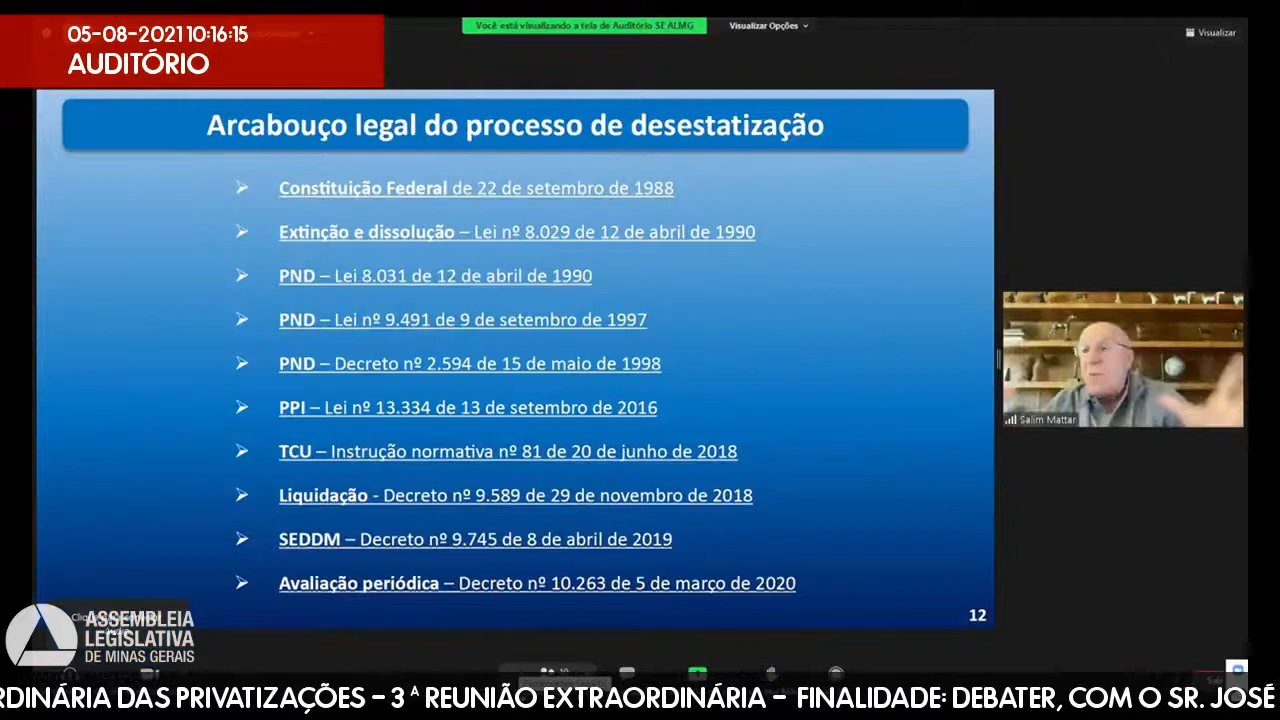 05-08-2021 10:16:15
AUDITÓRIO
Você está visualizando a tela de Auditório SE ALMG
Visualizar Opções
Visualizar
Arcabouço legal do processo de desestatização
Constituição Federal de 22 de setembro de 1988
Extinção e dissolução – Lei nº 8.029 de 12 de abril de 1990
PND – Lei 8.031 de 12 de abril de 1990
PND – Lei nº 9.491 de 9 de setembro de 1997
PND – Decreto nº 2.594 de 15 de maio de 1998
PPI – Lei nº 13.334 de 13 de setembro de 2016
TCU – Instrução normativa nº 81 de 20 de junho de 2018
Liquidação - Decreto nº 9.589 de 29 de novembro de 2018
SEDDM – Decreto nº 9.745 de 8 de abril de 2019
Avaliação periódica – Decreto nº 10.263 de 5 de março de 2020
12
Salim Mattar
ASSEMBLEIA
LEGISLATIVA
DE MINAS GERAIS
RDINÁRIA DAS PRIVATIZAÇÕES – 3ª REUNIÃO EXTRAORDINÁRIA – FINALIDADE: DEBATER, COM O SR. JOSÉ